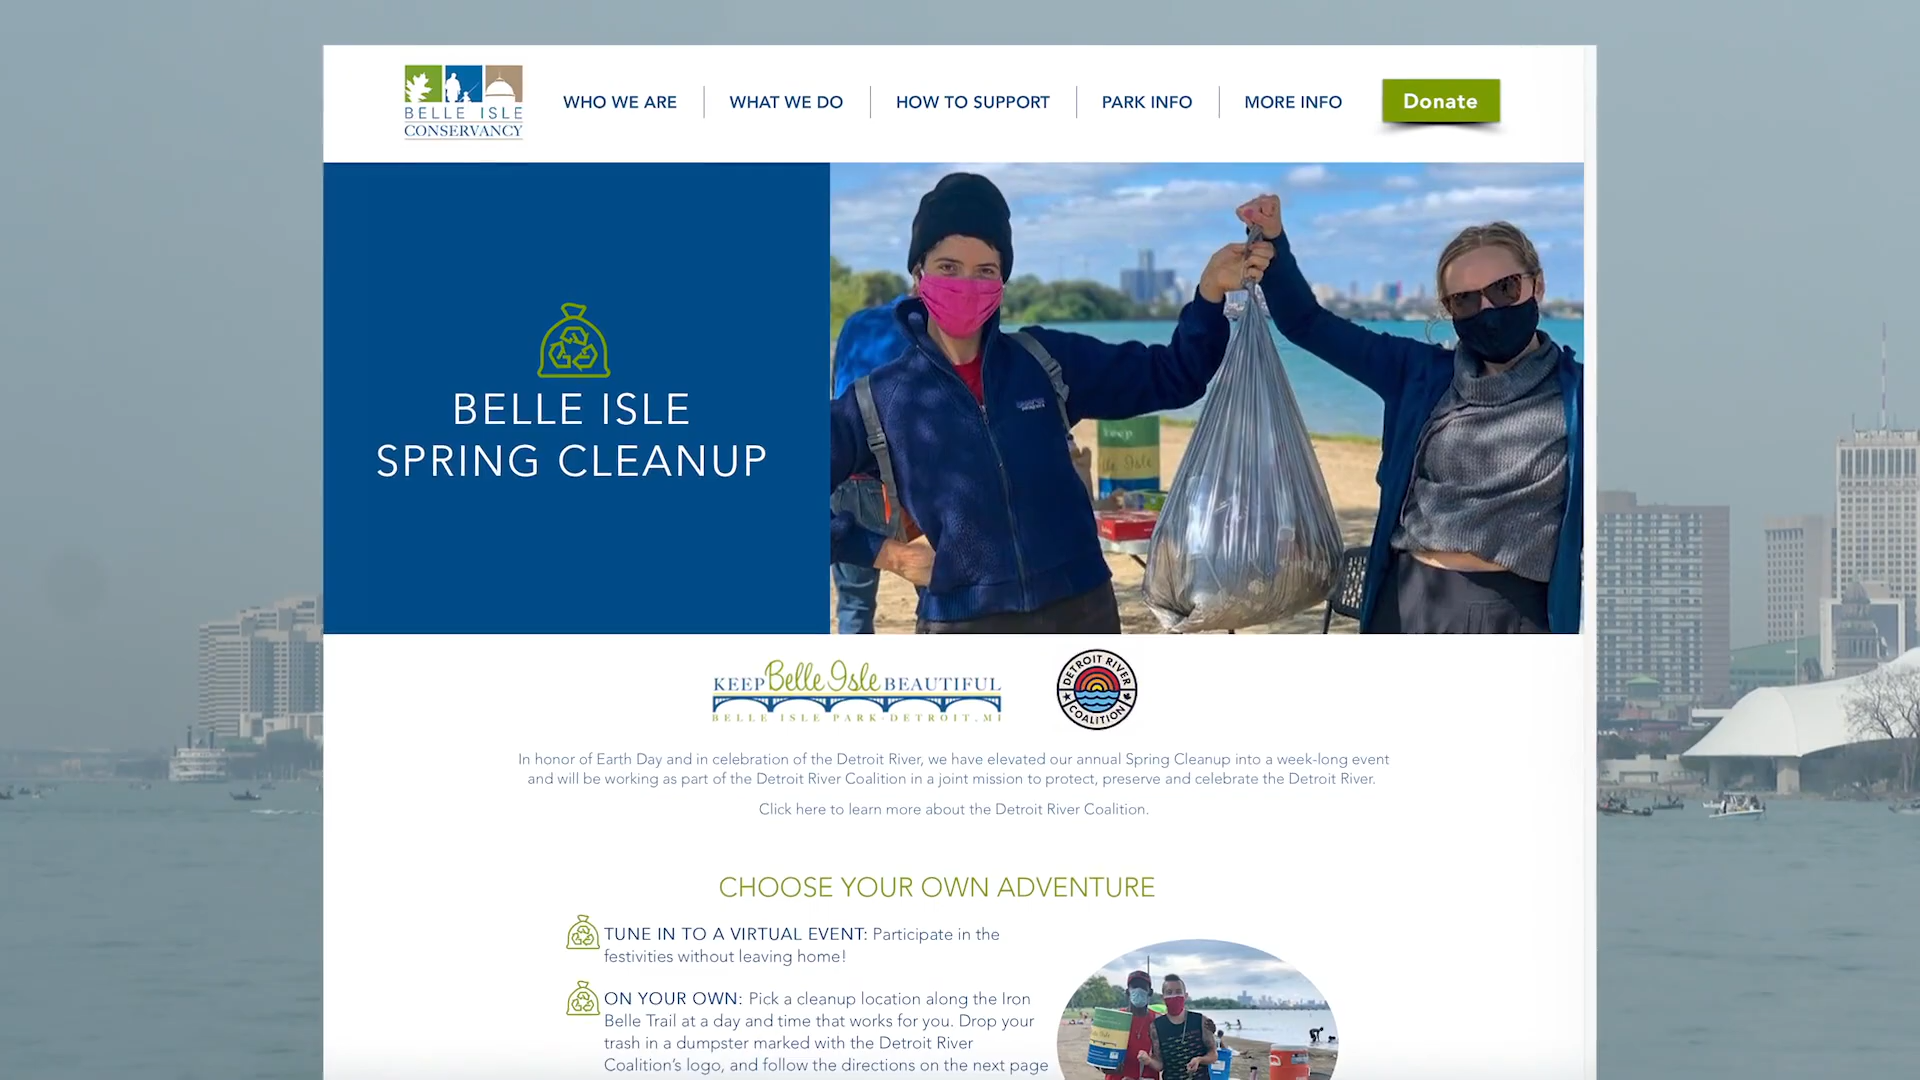 BELLE ISLE
CONSERVANCY
WHO WE ARE
WHAT WE DO
HOW TO SUPPORT
PARK INFO
MORE INFO
Donate
BELLE ISLE
SPRING CLEANUP
KEEP Belle Isle BEAUTIFUL
BELLE ISLE PARK-DETROIT, MI
DETROIT RIVER
COALITION
In honor of Earth Day and in celebration of the Detroit River, we have elevated our annual Spring Cleanup into a week-long event
and will be working as part of the Detroit River Coalition in a joint mission to protect, preserve and celebrate the Detroit River.
Click here to learn more about the Detroit River Coalition.
CHOOSE YOUR OWN ADVENTURE
TUNE IN TO A VIRTUAL EVENT: Participate in the
festivities without leaving home!
ON YOUR OWN: Pick a cleanup location along the Iron
Belle Trail at a day and time that works for you. Drop your
trash in a dumpster marked with the Detroit River
Coalition's logo, and follow the directions on the next page